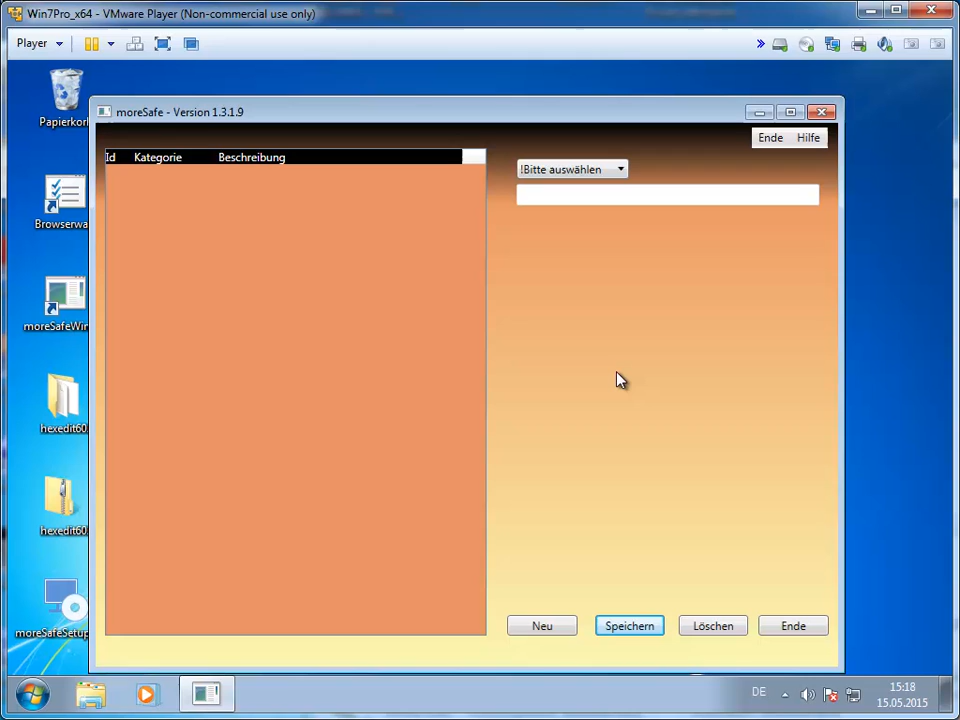 Win7Pro_x64 - VMware Player (Non-commercial use only)
Player
Papierkorb
moreSafe - Version 1.3.1.9
Ende Hilfe
Id Kategorie Beschreibung
!Bitte auswählen
Browserwa
moreSafeWin
hexedit60
hexedit60
moreSafeSetup
Neu Speichern Löschen Ende
DE
15:18
15.05.2015